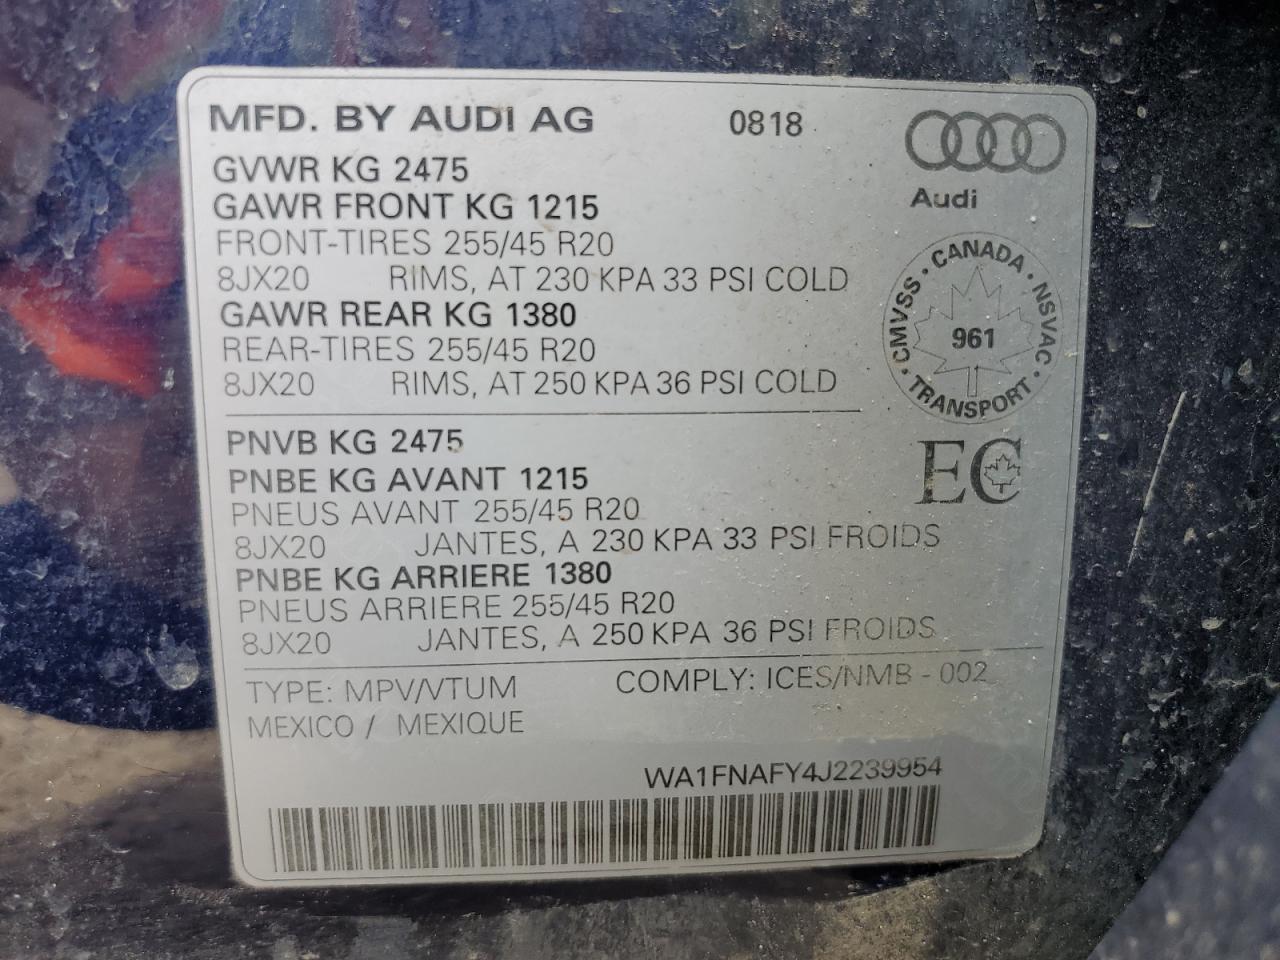 MFD. BY AUDI AG 0818
Audi
GVWR KG 2475
GAWR FRONT KG 1215
FRONT-TIRES 255/45 R20
8JX20 RIMS, AT 230 KPA 33 PSI COLD
GAWR REAR KG 1380
REAR-TIRES 255/45 R20
8JX20 RIMS, AT 250 KPA 36 PSI COLD
CMVSS · CANADA · NSVAC · TRANSPORT ·
961
PNVB KG 2475
PNBE KG AVANT 1215
PNEUS AVANT 255/45 R20
8JX20 JANTES, A 230 KPA 33 PSI FROIDS
PNBE KG ARRIERE 1380
PNEUS ARRIERE 255/45 R20
8JX20 JANTES, A 250 KPA 36 PSI FROIDS
EC
TYPE: MPV/VTUM COMPLY: ICES/NMB - 002
MEXICO / MEXIQUE
WA1FNAFY4J2239954